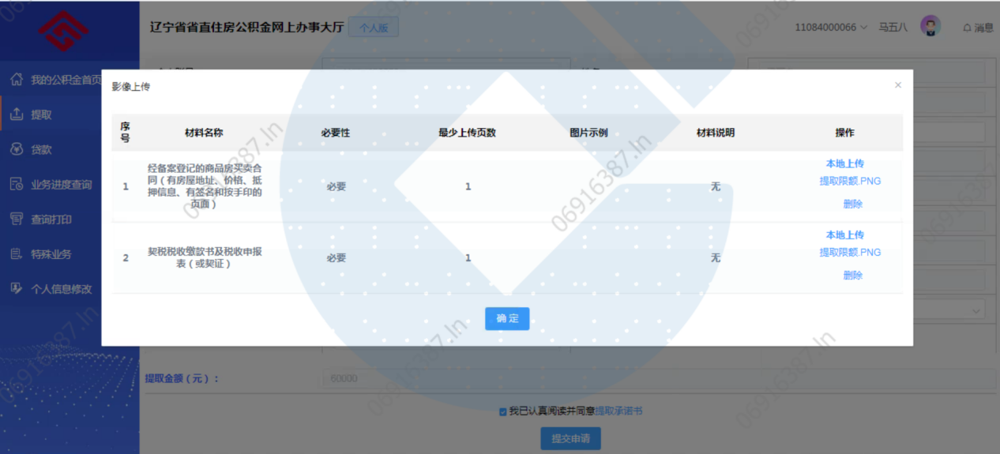 辽宁省省直住房公积金网上办事大厅
个人版
11084000066
马五八
消息
我的公积金首页
提取
贷款
业务进度查询
查询打印
特殊业务
个人信息修改
影像上传
×
序号 材料名称 必要性 最少上传页数 图片示例 材料说明 操作
1
经备案登记的商品房买卖合
同（有房屋地址、价格、抵
押信息、有签名和按手印的
页面）
必要
1
无
本地上传
提取限额.PNG
删除
2
契税税收缴款书及税收申报
表（或契证）
必要
1
无
本地上传
提取限额.PNG
删除
确 定
提取金额（元）：
60000
我已认真阅读并同意提取承诺书
提交申请
06916387.ln
06916387.ln
06916387.ln
06916387.ln
06916387.ln